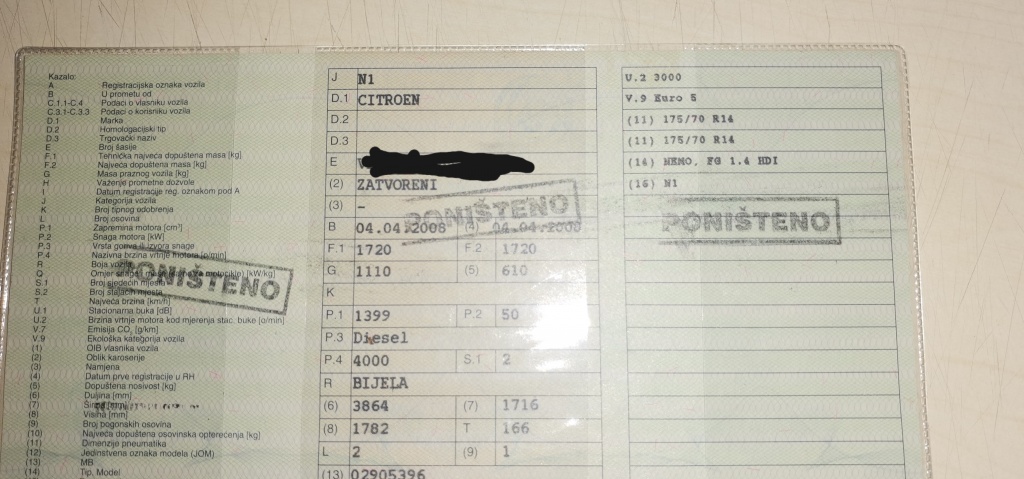 Kazalo:
A Registracijska oznaka vozila
B U prometu od
C.1.1-C.4 Podaci o vlasniku vozila
C.3.1-C.3.3 Podaci o korisniku vozila
D.1 Marka
D.2 Homologacijski tip
D.3 Trgovački naziv
E Broj šasije
F.1 Tehnička najveća dopuštena masa [kg]
F.2 Najveća dopuštena masa [kg]
G Masa praznog vozila [kg]
H Važenje prometne dozvole
I Datum registracije reg. oznakom pod A
J Kategorija vozila
K Broj tipnog odobrenja
L Broj osovina
P.1 Zapremina motora [cm³]
P.2 Snaga motora [kW]
P.3 Vrsta goriva ili izvora snage
P.4 Nazivna brzina vrtnje motora [o/min]
R Boja vozila
Q Omjer snage i mase [kW/kg]
S.1 Broj sjedećih mjesta
S.2 Broj stajaćih mjesta
T Najveća brzina [km/h]
U.1 Stacionarna buka [dB]
U.2 Brzina vrtnje motora kod mjerenja stac. buke [o/min]
V.7 Emisija CO₂ [g/km]
V.9 Ekološka kategorija vozila
(1) OIB vlasnika vozila
(2) Oblik karoserije
(3) Namjena
(4) Datum prve registracije u RH
(5) Dopuštena nosivost [kg]
(6) Duljina [mm]
(7) Širina [mm]
(8) Visina [mm]
(9) Broj pogonskih osovina
(10) Najveća dopuštena osovinska opterećenja [kg]
(11) Dimenzije pneumatika
(12) Jedinstvena oznaka modela (JOM)
(13) MB
(14) Tip, Model
PONIŠTENO
J N1
D.1 CITROEN
D.2
D.3
E
(2) ZATVORENI
(3) -
PONIŠTENO
B 04.04.2008 (4) 04.04.2008
F.1 1720 F.2 1720
G 1110 (5) 610
K
P.1 1399 P.2 50
P.3 Diesel
P.4 4000 S.1 2
R BIJELA
(6) 3864 (7) 1716
(8) 1782 T 166
L 2 (9) 1
(13) 02905396
U.2 3000
V.9 Euro 5
(11) 175/70 R14
(11) 175/70 R14
(14) NEMO, FG 1.4 HDI
(16) N1
PONIŠTENO